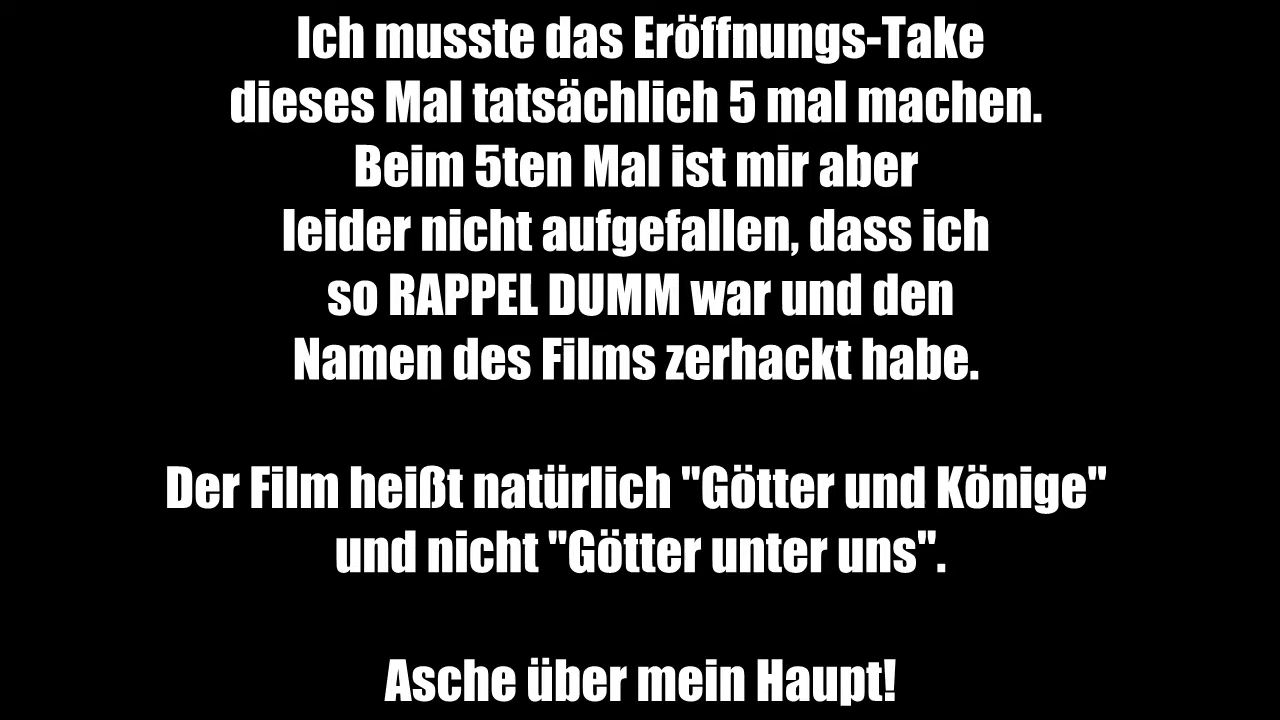 Ich musste das Eröffnungs-Take
dieses Mal tatsächlich 5 mal machen.
Beim 5ten Mal ist mir aber
leider nicht aufgefallen, dass ich
so RAPPEL DUMM war und den
Namen des Films zerhackt habe.
Der Film heißt natürlich "Götter und Könige"
und nicht "Götter unter uns".
Asche über mein Haupt!